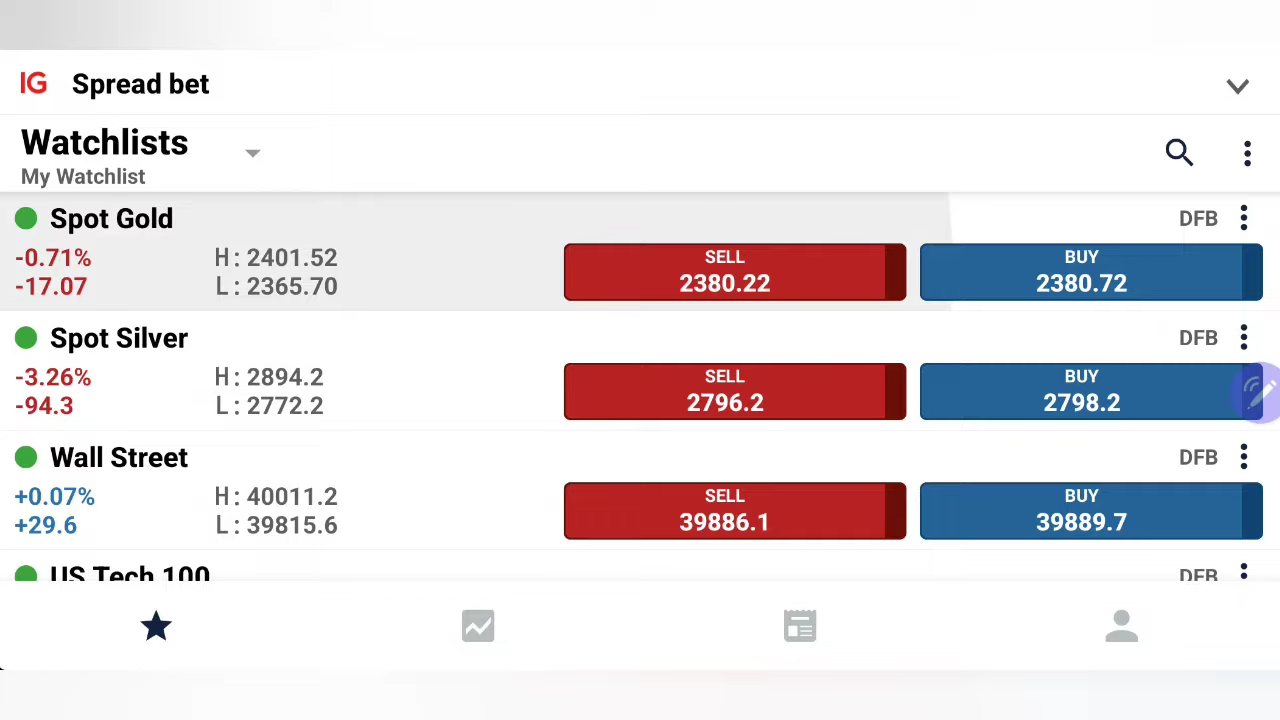 IG Spread bet
Watchlists
My Watchlist
Spot Gold DFB
-0.71% H: 2401.52 SELL BUY
-17.07 L: 2365.70 2380.22 2380.72
Spot Silver DFB
-3.26% H: 2894.2 SELL BUY
-94.3 L: 2772.2 2796.2 2798.2
Wall Street DFB
+0.07% H: 40011.2 SELL BUY
+29.6 L: 39815.6 39886.1 39889.7
US Tech 100 DFB